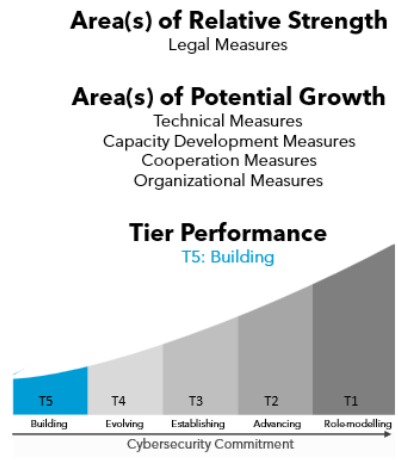 Area(s) of Relative Strength
Legal Measures
Area(s) of Potential Growth
Technical Measures
Capacity Development Measures
Cooperation Measures
Organizational Measures
Tier Performance
T5: Building
T5 T4 T3 T2 T1
Building Evolving Establishing Advancing Role-modelling
Cybersecurity Commitment